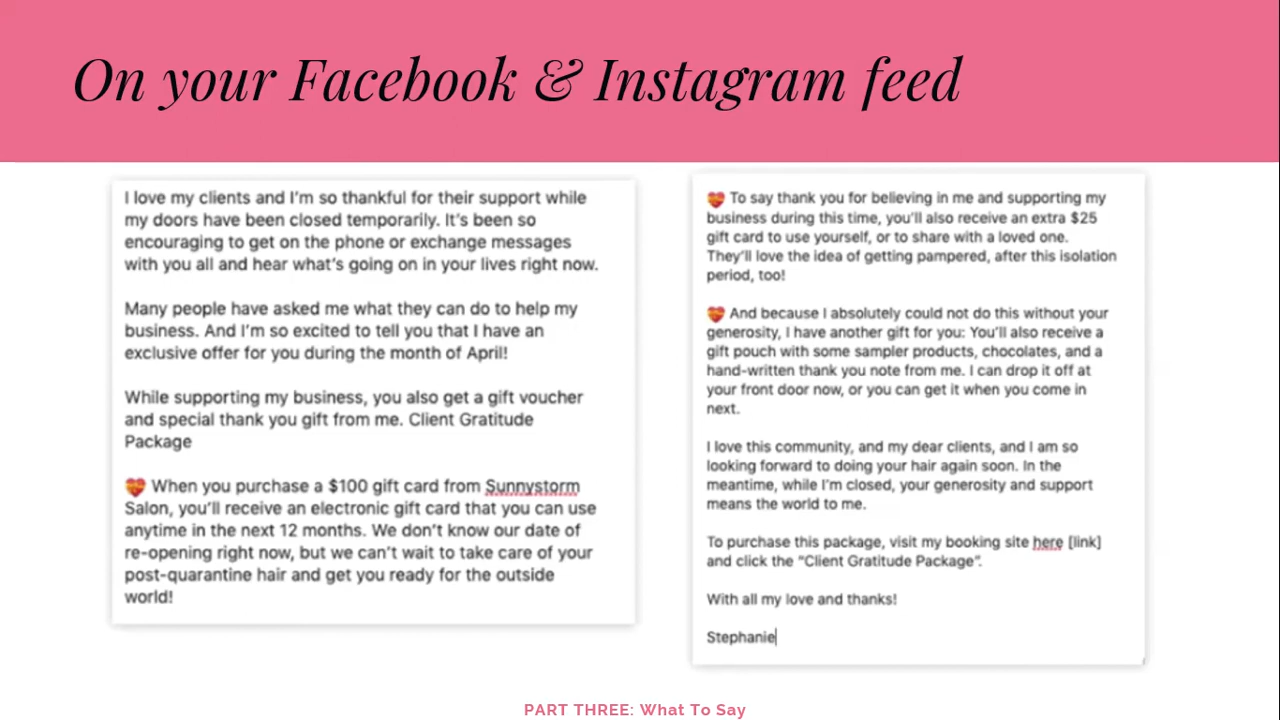 On your Facebook & Instagram feed
I love my clients and I'm so thankful for their support while
my doors have been closed temporarily. It's been so
encouraging to get on the phone or exchange messages
with you all and hear what's going on in your lives right now.
Many people have asked me what they can do to help my
business. And I'm so excited to tell you that I have an
exclusive offer for you during the month of April!
While supporting my business, you also get a gift voucher
and special thank you gift from me. Client Gratitude
Package
💝 When you purchase a $100 gift card from Sunnystorm
Salon, you'll receive an electronic gift card that you can use
anytime in the next 12 months. We don't know our date of
re-opening right now, but we can't wait to take care of your
post-quarantine hair and get you ready for the outside
world!
💝 To say thank you for believing in me and supporting my
business during this time, you'll also receive an extra $25
gift card to use yourself, or to share with a loved one.
They'll love the idea of getting pampered, after this isolation
period, too!
💝 And because I absolutely could not do this without your
generosity, I have another gift for you: You'll also receive a
gift pouch with some sampler products, chocolates, and a
hand-written thank you note from me. I can drop it off at
your front door now, or you can get it when you come in
next.
I love this community, and my dear clients, and I am so
looking forward to doing your hair again soon. In the
meantime, while I'm closed, your generosity and support
means the world to me.
To purchase this package, visit my booking site here [link]
and click the "Client Gratitude Package".
With all my love and thanks!
Stephanie
PART THREE: What To Say